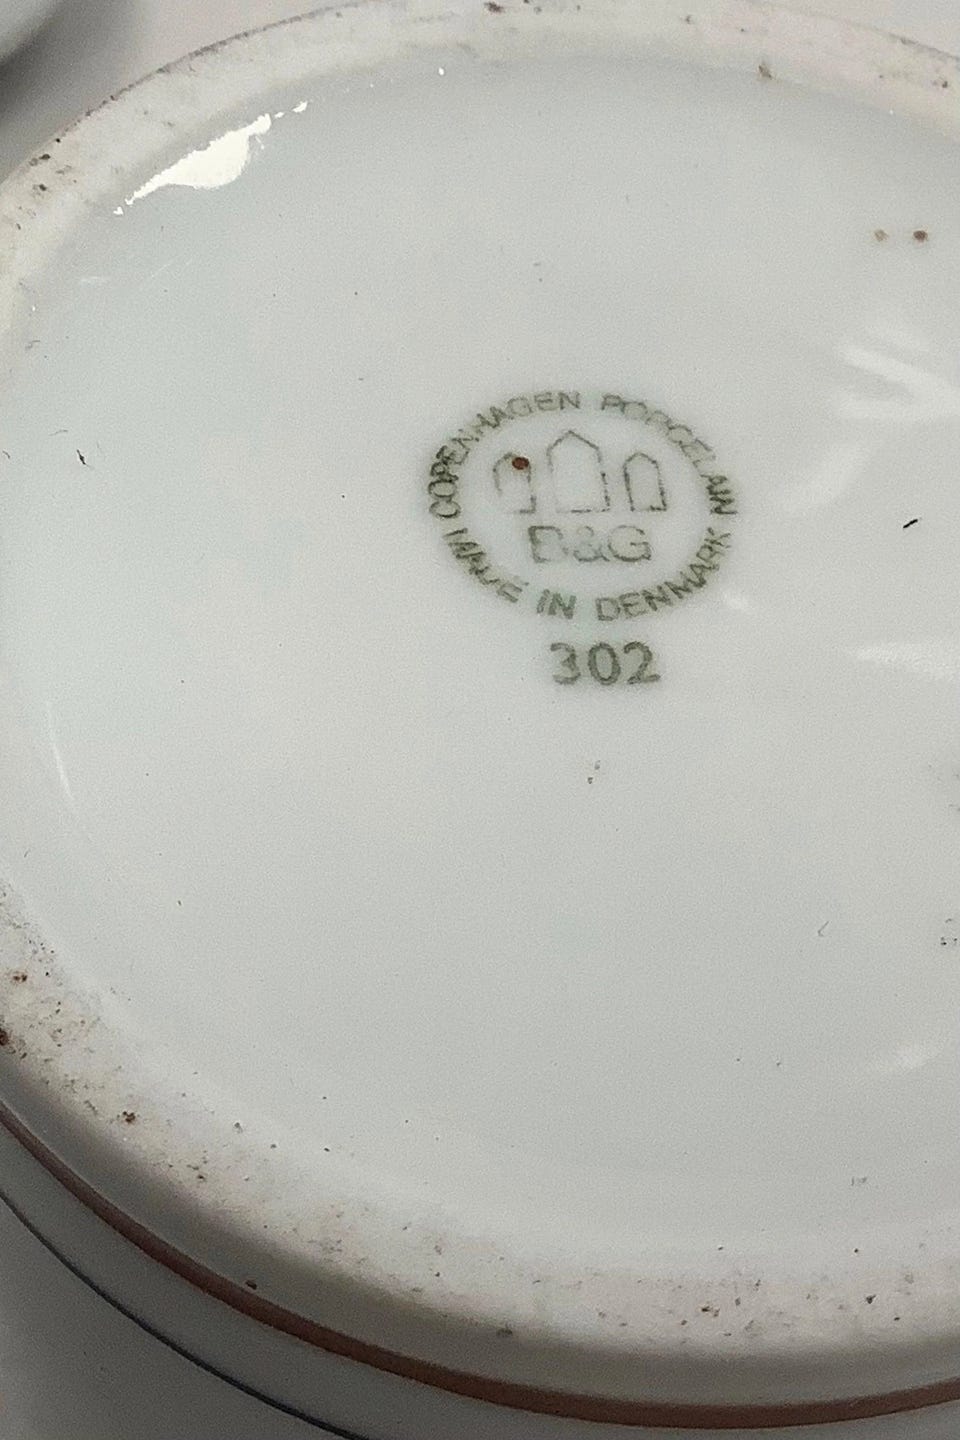 COPENHAGEN PORCELAIN
B&G
MADE IN DENMARK
302